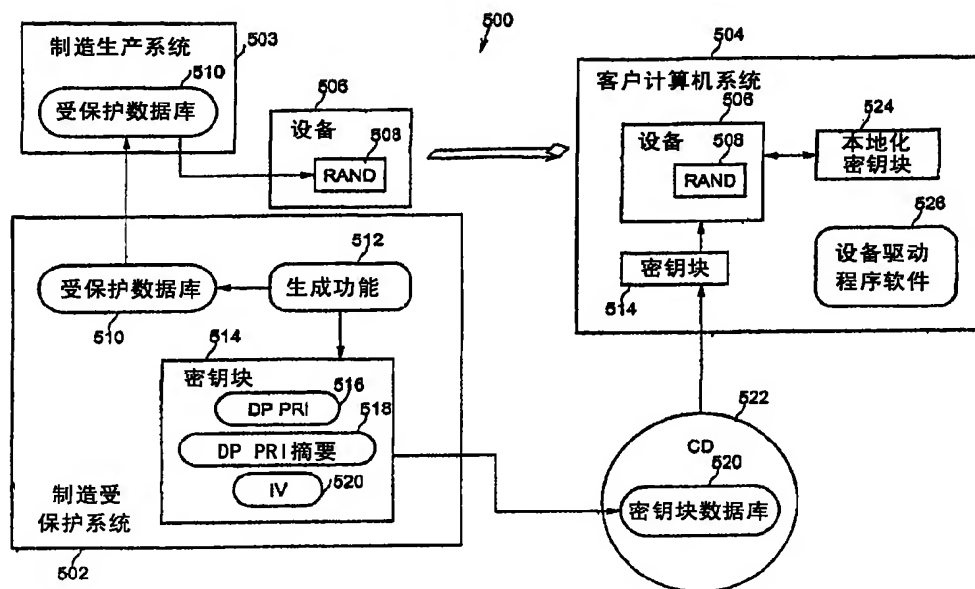 500
制造生产系统
503
510
受保护数据库
506
设备
508
RAND
504
客户计算机系统
506
设备
508
RAND
524
本地化
密钥块
526
设备驱动
程序软件
密钥块
514
512
受保护数据库
510
生成功能
514
密钥块
516
DP PRI
518
DP PRI摘要
IV
520
制造受
保护系统
502
522
CD
520
密钥块数据库